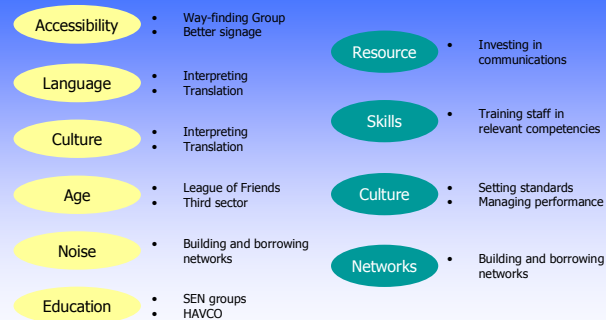 Accessibility
• Way-finding Group
• Better signage
Language
• Interpreting
• Translation
Culture
• Interpreting
• Translation
Age
• League of Friends
• Third sector
Noise
• Building and borrowing
networks
Education
• SEN groups
• HAVCO
Resource
• Investing in
communications
Skills
• Training staff in
relevant competencies
Culture
• Setting standards
• Managing performance
Networks
• Building and borrowing
networks